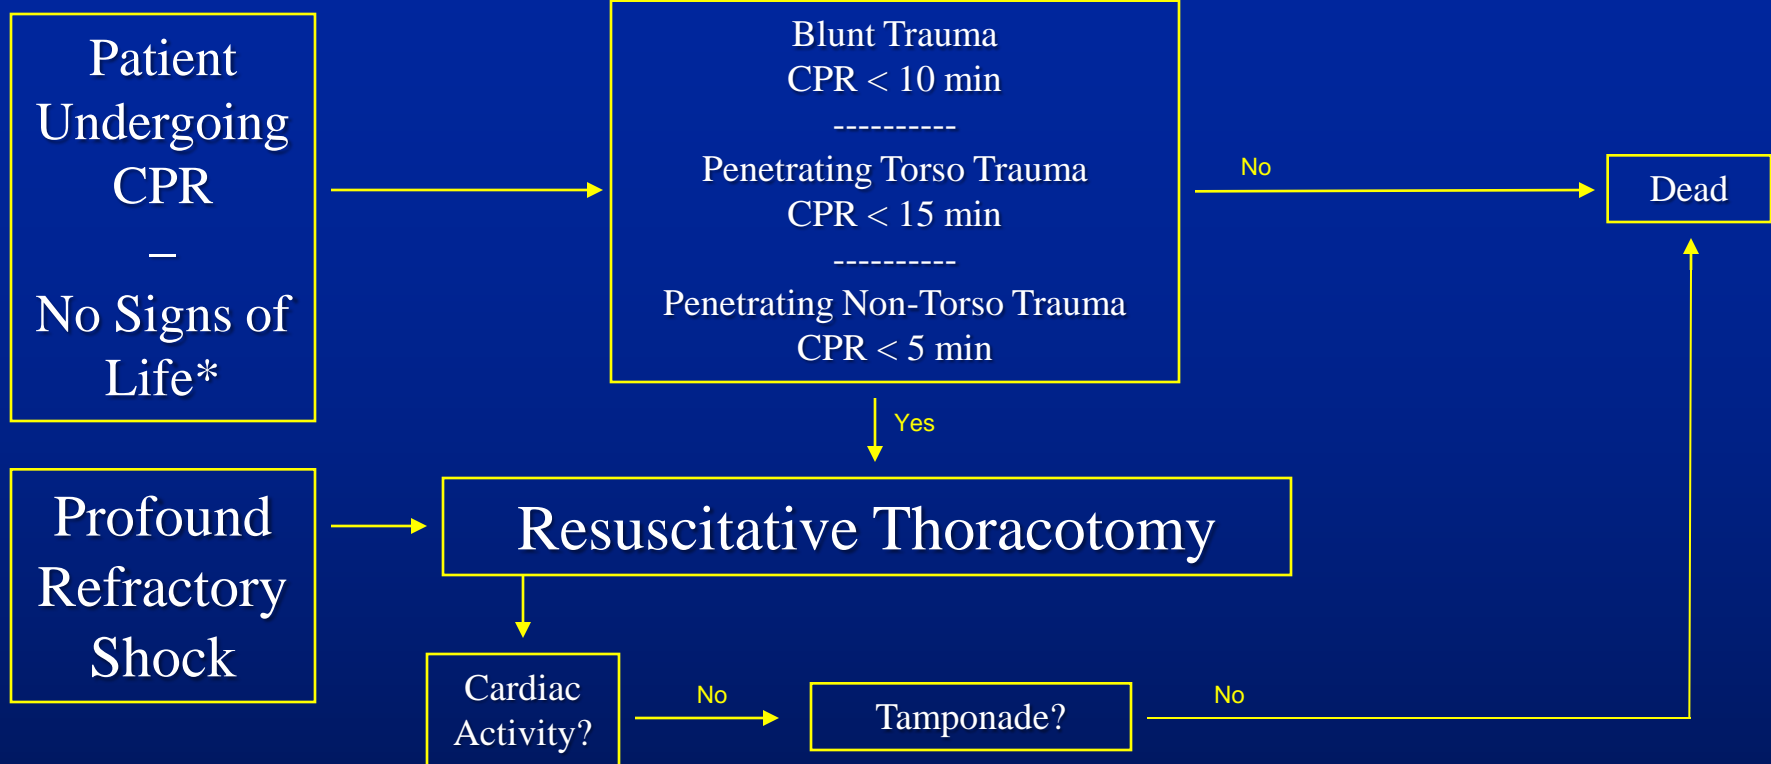 Patient
Undergoing
CPR
–
No Signs of
Life*
Blunt Trauma
CPR < 10 min
----------
Penetrating Torso Trauma
CPR < 15 min
----------
Penetrating Non-Torso Trauma
CPR < 5 min
No
Dead
Yes
Profound
Refractory
Shock
Resuscitative Thoracotomy
Cardiac
Activity?
No
Tamponade?
No